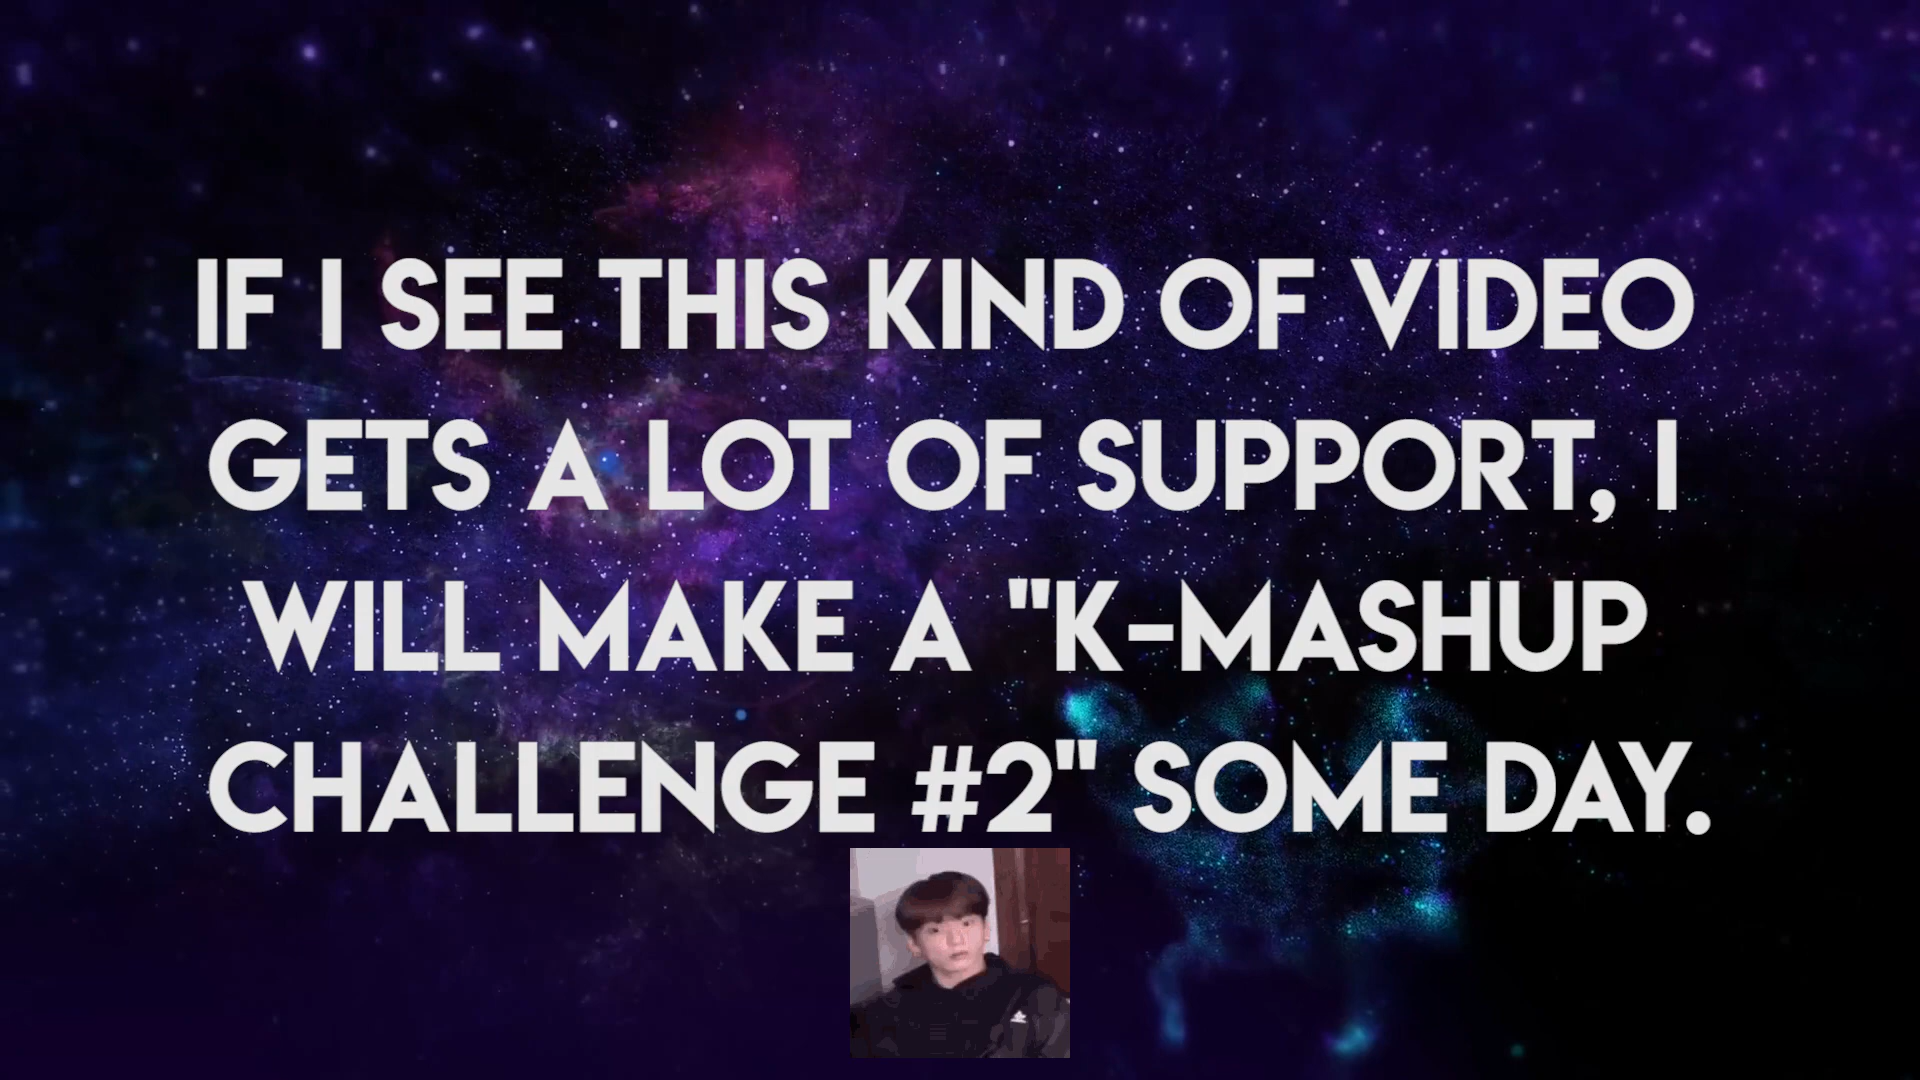 IF I SEE THIS KIND OF VIDEO
GETS A LOT OF SUPPORT, I
WILL MAKE A "K-MASHUP
CHALLENGE #2" SOME DAY.